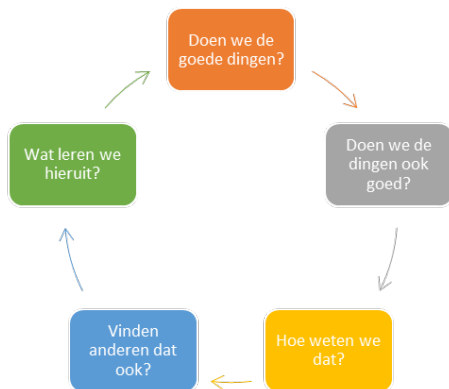 Doen we de
goede dingen?
Doen we de
dingen ook
goed?
Hoe weten we
dat?
Vinden
anderen dat
ook?
Wat leren we
hieruit?